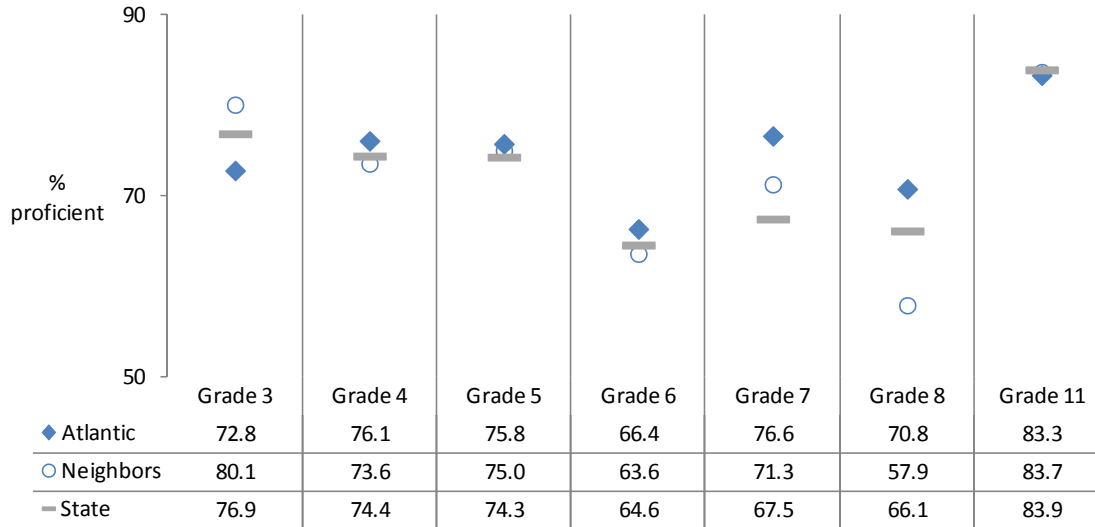 90
70
50
%
proficient
Grade 3 Grade 4 Grade 5 Grade 6 Grade 7 Grade 8 Grade 11
Atlantic 72.8 76.1 75.8 66.4 76.6 70.8 83.3
Neighbors 80.1 73.6 75.0 63.6 71.3 57.9 83.7
State 76.9 74.4 74.3 64.6 67.5 66.1 83.9